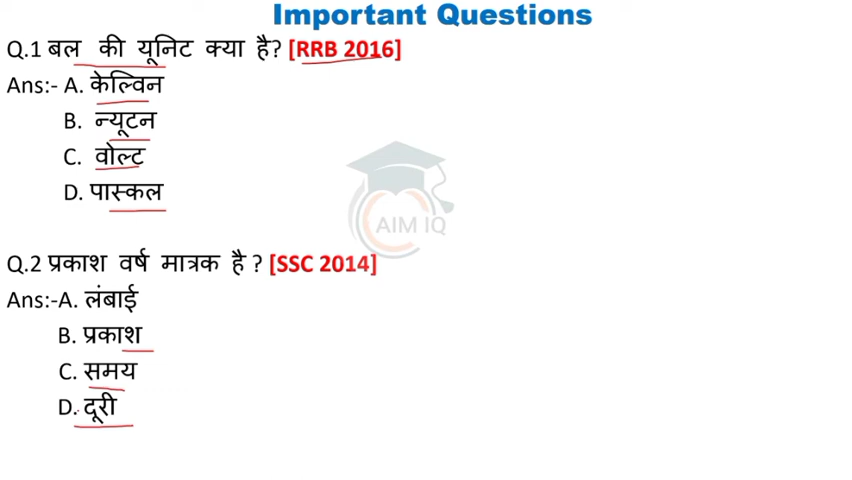 Important Questions
Q.1 बल की यूनिट क्या है? [RRB 2016]
Ans:- A. केल्विन
B. न्यूटन
C. वोल्ट
D. पास्कल
AIM IQ
Q.2 प्रकाश वर्ष मात्रक है ? [SSC 2014]
Ans:-A. लंबाई
B. प्रकाश
C. समय
D. दूरी